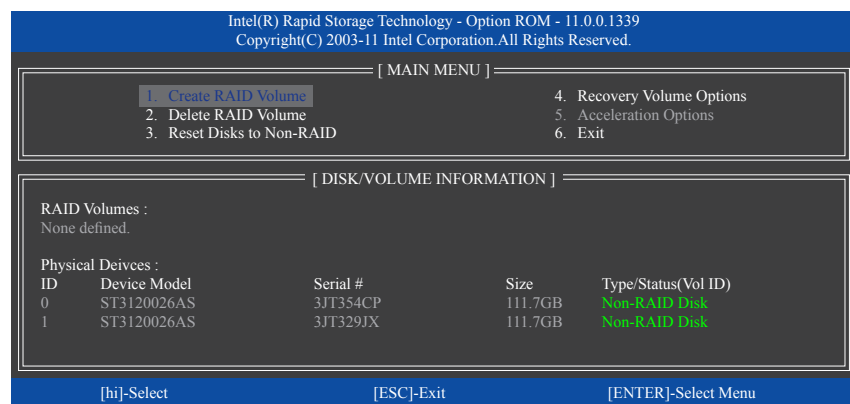 Intel(R) Rapid Storage Technology - Option ROM - 11.0.0.1339
Copyright(C) 2003-11 Intel Corporation.All Rights Reserved.
[ MAIN MENU ]
1. Create RAID Volume
2. Delete RAID Volume
3. Reset Disks to Non-RAID
4. Recovery Volume Options
5. Acceleration Options
6. Exit
[ DISK/VOLUME INFORMATION ]
RAID Volumes :
None defined.
Physical Deivces :
ID Device Model Serial # Size Type/Status(Vol ID)
0 ST3120026AS 3JT354CP 111.7GB Non-RAID Disk
1 ST3120026AS 3JT329JX 111.7GB Non-RAID Disk
[hi]-Select [ESC]-Exit [ENTER]-Select Menu